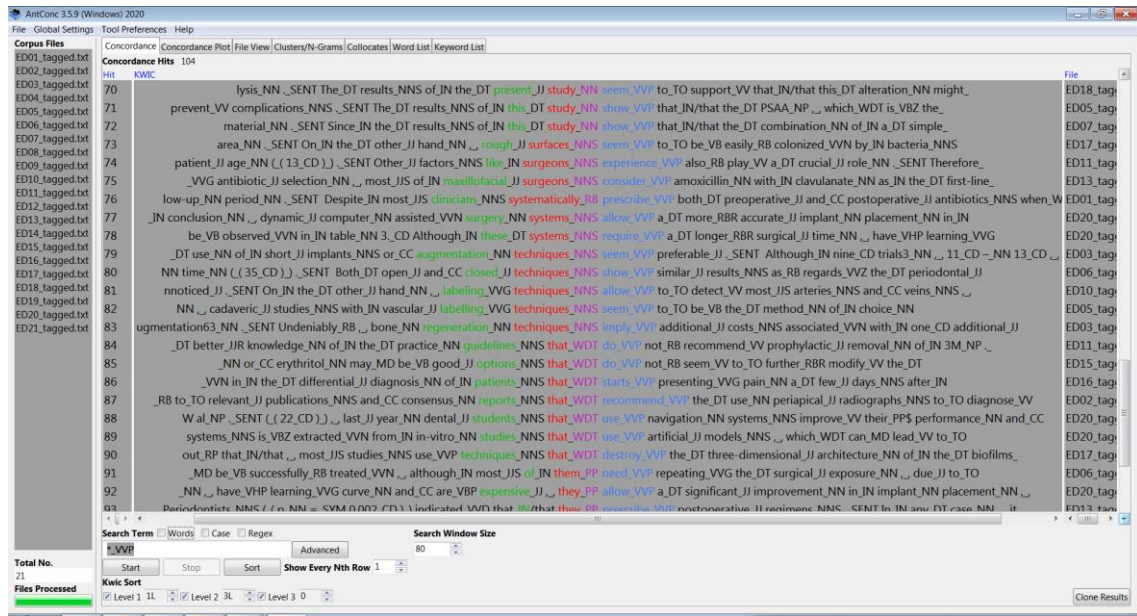 AntConc 3.5.9 (Windows) 2020
File Global Settings Tool Preferences Help
Corpus Files
ED01_tagged.txt
ED02_tagged.txt
ED03_tagged.txt
ED04_tagged.txt
ED05_tagged.txt
ED06_tagged.txt
ED07_tagged.txt
ED08_tagged.txt
ED09_tagged.txt
ED10_tagged.txt
ED11_tagged.txt
ED12_tagged.txt
ED13_tagged.txt
ED14_tagged.txt
ED15_tagged.txt
ED16_tagged.txt
ED17_tagged.txt
ED18_tagged.txt
ED19_tagged.txt
ED20_tagged.txt
ED21_tagged.txt
Concordance Concordance Plot File View Clusters/N-Grams Collocates Word List Keyword List
Concordance Hits 104
Hit KWIC File
70 lysis_NN ._SENT The_DT results_NNS of_IN the_DT present_JJ study_NN seem_VVP to_TO support_VV that_IN/that this_DT alteration_NN might_ ED18_tag
71 prevent_VV complications_NNS ._SENT The_DT results_NNS of_IN this_DT study_NN show_VVP that_IN/that the_DT PSAA_NP ,_, which_WDT is_VBZ the_ ED05_tag
72 material_NN ._SENT Since_IN the_DT results_NNS of_IN this_DT study_NN show_VVP that_IN/that the_DT combination_NN of_IN a_DT simple_ ED07_tag
73 area_NN ._SENT On_IN the_DT other_JJ hand_NN ,_, rough_JJ surfaces_NNS seem_VVP to_TO be_VB easily_RB colonized_VVN by_IN bacteria_NNS ED17_tag
74 patient_JJ age_NN (_( 13_CD )_) ._SENT Other_JJ factors_NNS like_IN surgeons_NNS experience_VVP also_RB play_VV a_DT crucial_JJ role_NN ._SENT Therefore_ ED11_tag
75 _VVG antibiotic_JJ selection_NN ,_, most_JJS of_IN maxillofacial_JJ surgeons_NNS consider_VVP amoxicillin_NN with_IN clavulanate_NN as_IN the_DT first-line_ ED13_tag
76 low-up_NN period_NN ._SENT Despite_IN most_JJS clinicians_NNS systematically_RB prescribe_VVP both_DT preoperative_JJ and_CC postoperative_JJ antibiotics_NNS when_W ED01_tag
77 _IN conclusion_NN ,_, dynamic_JJ computer_NN assisted_VVN surgery_NN systems_NNS allow_VVP a_DT more_RBR accurate_JJ implant_NN placement_NN in_IN ED20_tag
78 be_VB observed_VVN in_IN table_NN 3._CD Although_IN these_DT systems_NNS require_VVP a_DT longer_RBR surgical_JJ time_NN ,_, have_VHP learning_VVG ED20_tag
79 _DT use_NN of_IN short_JJ implants_NNS or_CC augmentation_NN techniques_NNS seem_VVP preferable_JJ ._SENT Although_IN nine_CD trials3_NN ,_, 11_CD –_NN 13_CD ,_, ED03_tag
80 NN time_NN (_( 35_CD )_) ._SENT Both_DT open_JJ and_CC closed_JJ techniques_NNS show_VVP similar_JJ results_NNS as_RB regards_VVZ the_DT periodontal_JJ ED06_tag
81 nnoticed_JJ ._SENT On_IN the_DT other_JJ hand_NN ,_, labeling_VVG techniques_NNS allow_VVP to_TO detect_VV most_JJS arteries_NNS and_CC veins_NNS ,_, ED10_tag
82 NN ,_, cadaveric_JJ studies_NNS with_IN vascular_JJ labelling_VVG techniques_NNS seem_VVP to_TO be_VB the_DT method_NN of_IN choice_NN ED05_tag
83 ugmentation63_NN ._SENT Undeniably_RB ,_, bone_NN regeneration_NN techniques_NNS imply_VVP additional_JJ costs_NNS associated_VVN with_IN one_CD additional_JJ ED03_tag
84 _DT better_JJR knowledge_NN of_IN the_DT practice_NN guidelines_NNS that_WDT do_VVP not_RB recommend_VV prophylactic_JJ removal_NN of_IN 3M_NP ._ ED11_tag
85 _NN or_CC erythritol_NN may_MD be_VB good_JJ options_NNS that_WDT do_VVP not_RB seem_VV to_TO further_RBR modify_VV the_DT ED15_tag
86 _VVN in_IN the_DT differential_JJ diagnosis_NN of_IN patients_NNS that_WDT starts_VVP presenting_VVG pain_NN a_DT few_JJ days_NNS after_IN ED16_tag
87 _RB to_TO relevant_JJ publications_NNS and_CC consensus_NN reports_NNS that_WDT recommend_VVP the_DT use_NN periapical_JJ radiographs_NNS to_TO diagnose_VV ED02_tag
88 W al_NP ._SENT (_( 22_CD )_) ,_, last_JJ year_NN dental_JJ students_NNS that_WDT use_VVP navigation_NN systems_NNS improve_VV their_PP$ performance_NN and_CC ED20_tag
89 systems_NNS is_VBZ extracted_VVN from_IN in-vitro_NN studies_NNS that_WDT use_VVP artificial_JJ models_NNS ,_, which_WDT can_MD lead_VV to_TO ED20_tag
90 out_RP that_IN/that ,_, most_JJS studies_NNS use_VVP techniques_NNS that_WDT destroy_VVP the_DT three-dimensional_JJ architecture_NN of_IN the_DT biofilms_ ED17_tag
91 _MD be_VB successfully_RB treated_VVN ,_, although_IN most_JJS of_IN them_PP need_VVP repeating_VVG the_DT surgical_JJ exposure_NN ,_, due_JJ to_TO ED06_tag
92 _NN ,_, have_VHP learning_VVG curve_NN and_CC are_VBP expensive_JJ ,_, they_PP allow_VVP a_DT significant_JJ improvement_NN in_IN implant_NN placement_NN ,_, ED20_tag
93 Periodontists_NNS (_( p_NN =_SYM 0.002_CD )_) indicated_VVD that_IN/that they_PP prescribe_VVP postoperative_JJ regimens_NNS ._SENT In_IN any_DT case_NN ,_, it ED13_tag
Search Term Words Case Regex Search Window Size
*_VVP Advanced 80
Total No.
21
Files Processed
Start Stop Sort Show Every Nth Row 1
Kwic Sort
Level 1 1L Level 2 3L Level 3 0 Clone Results